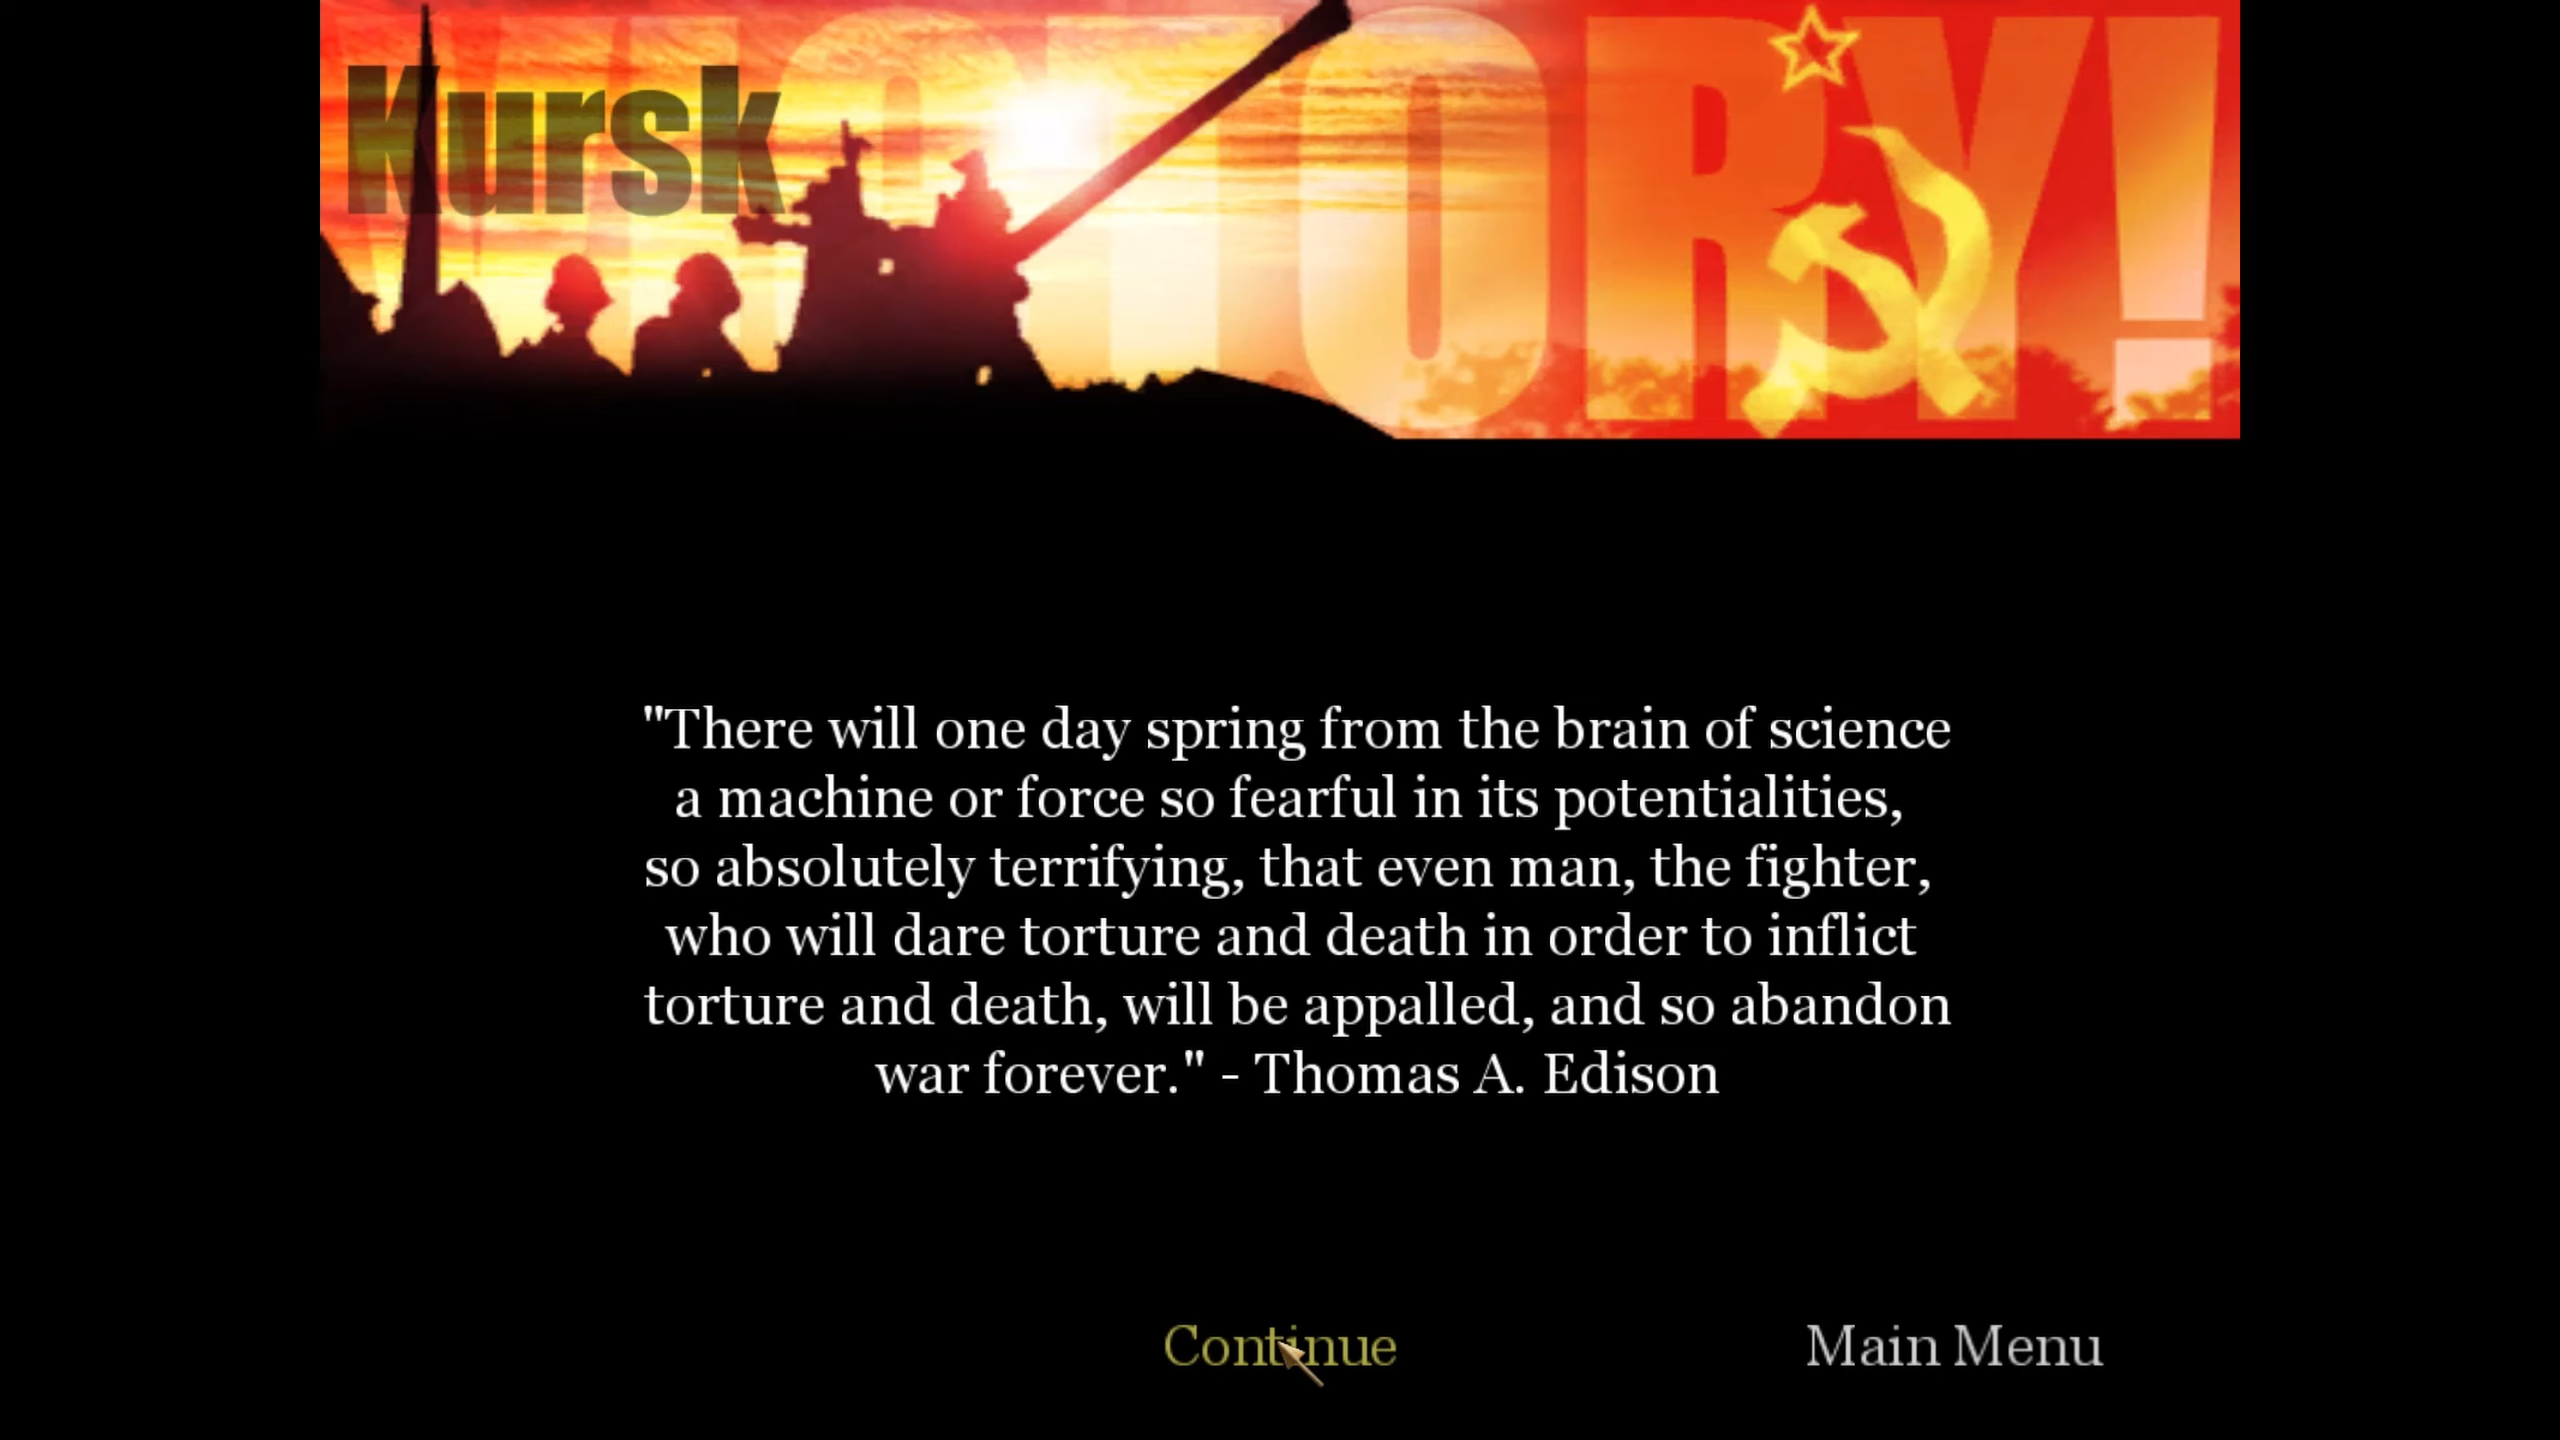 VICTORY!
Kursk
"There will one day spring from the brain of science
a machine or force so fearful in its potentialities,
so absolutely terrifying, that even man, the fighter,
who will dare torture and death in order to inflict
torture and death, will be appalled, and so abandon
war forever." - Thomas A. Edison
Continue
Main Menu